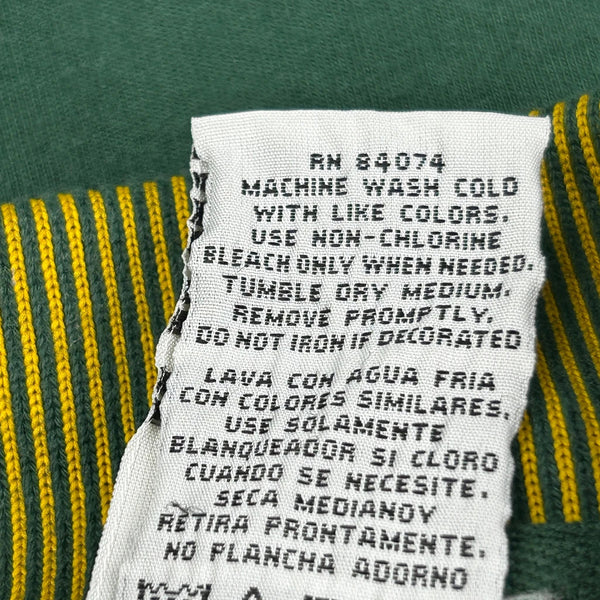 RN 84074
MACHINE WASH COLD
WITH LIKE COLORS.
USE NON-CHLORINE
BLEACH ONLY WHEN NEEDED.
TUMBLE DRY MEDIUM.
REMOVE PROMPTLY.
DO NOT IRON IF DECORATED
LAVA CON AGUA FRIA
CON COLORES SIMILARES.
USE SOLAMENTE
BLANQUEADOR SI CLORO
CUANDO SE NECESITE.
SECA MEDIANOY
RETIRA PRONTAMENTE.
NO PLANCHA ADORNO